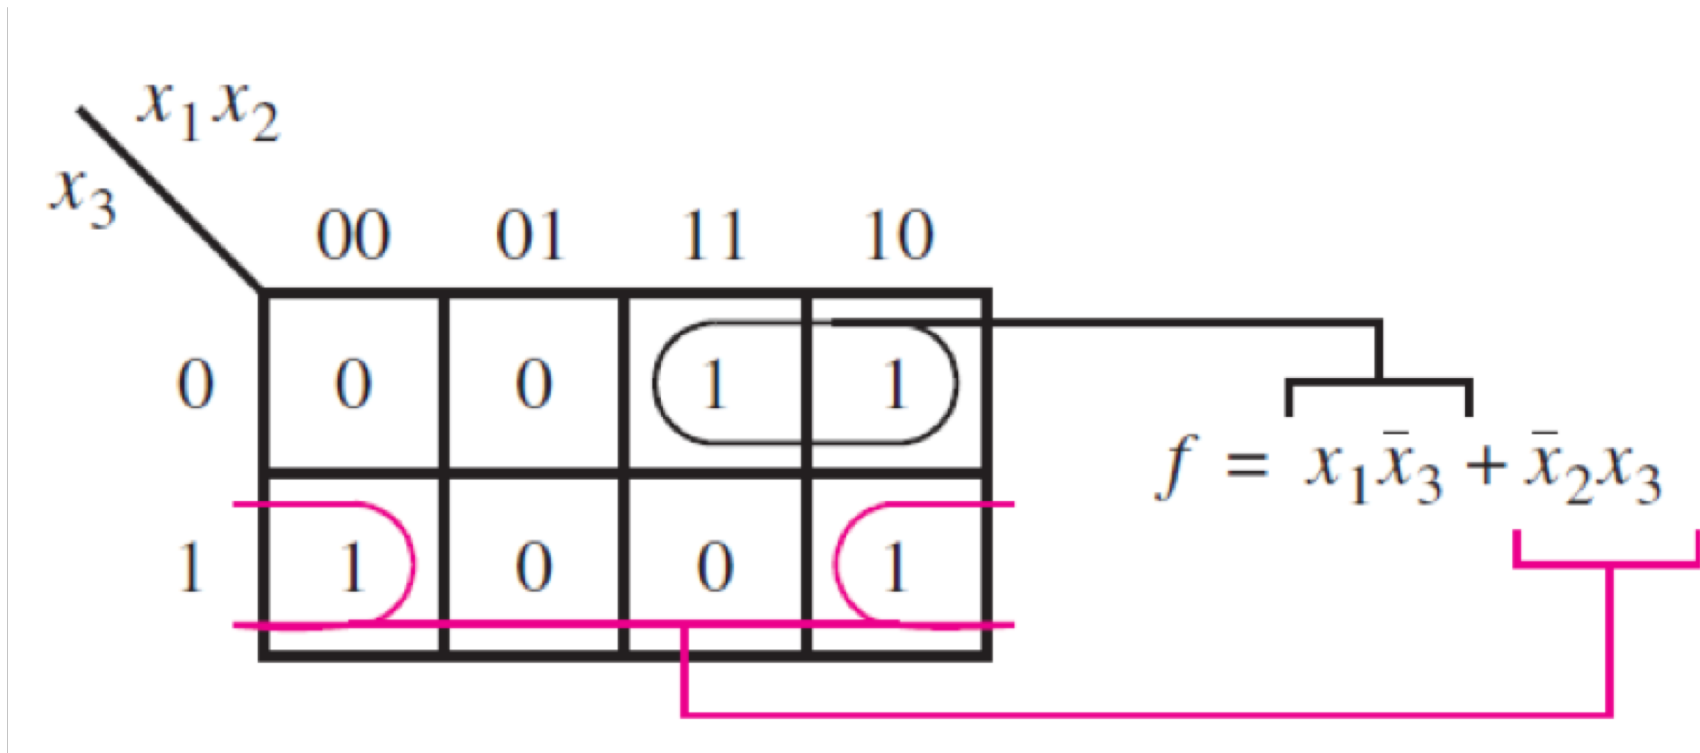 x₁x₂
x₃
00 01 11 10
0 0 0 1 1
f = x₁x̄₃ + x̄₂x₃
1 1 0 0 1